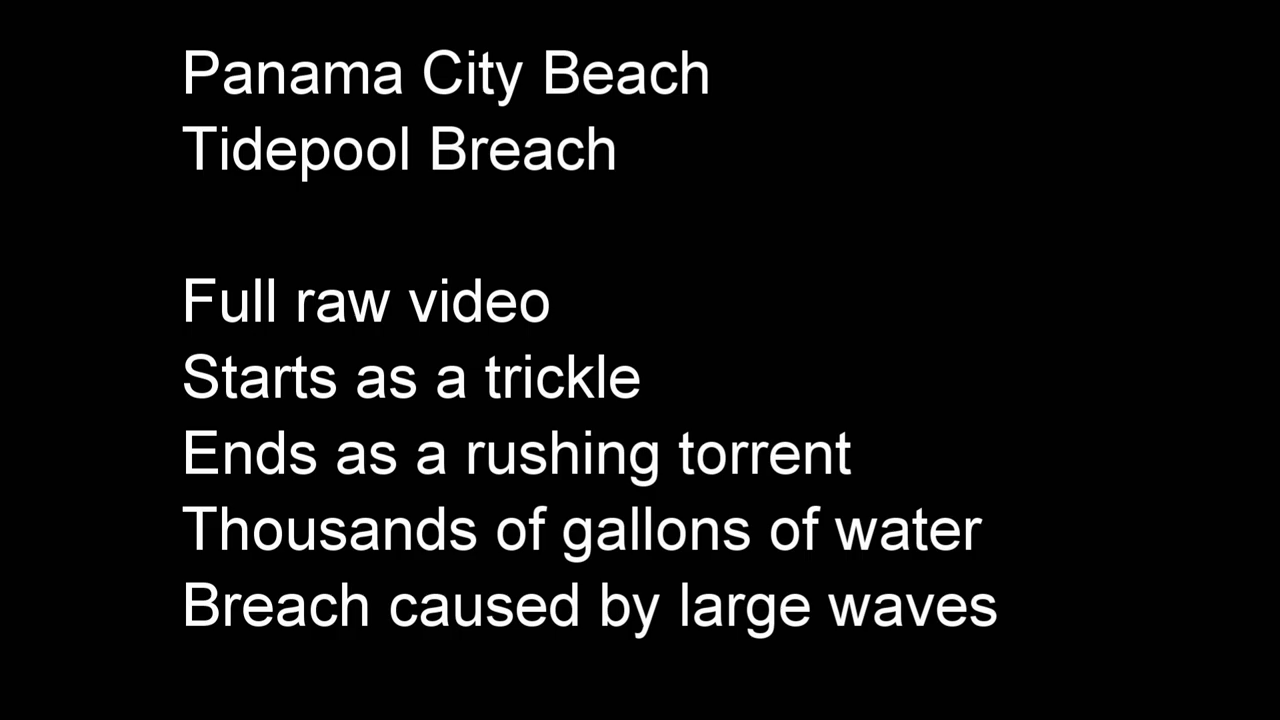 Panama City Beach
Tidepool Breach
Full raw video
Starts as a trickle
Ends as a rushing torrent
Thousands of gallons of water
Breach caused by large waves